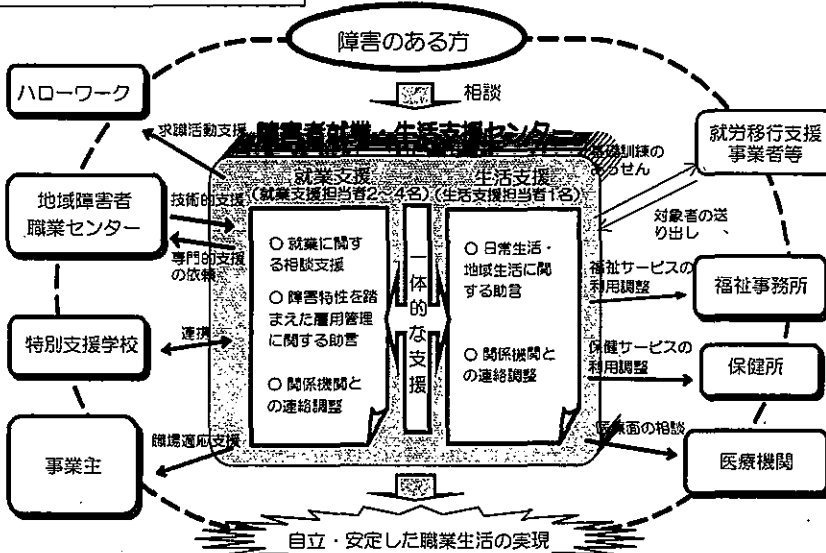 障害のある方
相談
ハローワーク
求職活動支援
障害者就業・生活支援センター
就労移行支援
事業者等
基礎訓練の
あっせん
対象者の送
り出し
地域障害者
職業センター
技術的支援
専門的支援
の依頼
就業支援
(就業支援担当者2~4名)
生活支援
(生活支援担当者1名)
○ 就業に関す
る相談支援
○ 障害特性を踏
まえた雇用管理
に関する助言
○ 関係機関と
の連絡調整
一体的な支援
○ 日常生活・
地域生活に関
する助言
○ 関係機関と
の連絡調整
福祉サービスの
利用調整
福祉事務所
特別支援学校
連携
保健サービスの
利用調整
保健所
事業主
職場適応支援
医療面の相談
医療機関
自立・安定した職業生活の実現